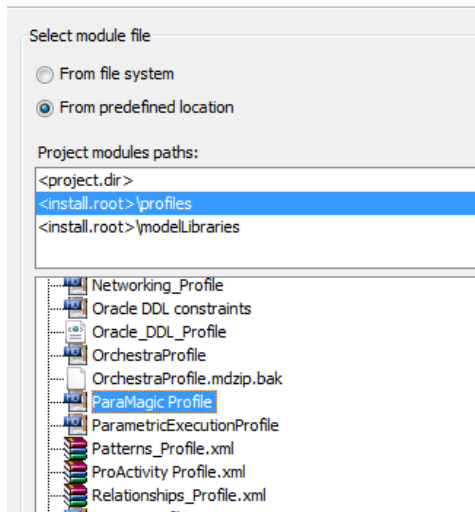 Select module file
From file system
From predefined location
Project modules paths:
<project.dir>
<install.root>\profiles
<install.root>\modelLibraries
Networking_Profile
Oracle DDL constraints
Oracle_DDL_Profile
OrchestraProfile
OrchestraProfile.mdzip.bak
ParaMagic Profile
ParametricExecutionProfile
Patterns_Profile.xml
ProActivity Profile.xml
Relationships_Profile.xml